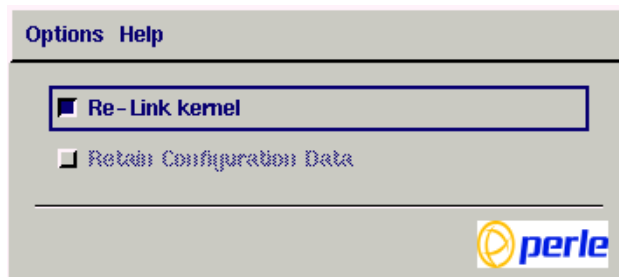 Options Help
Re-Link kernel
Retain Configuration Data
perle